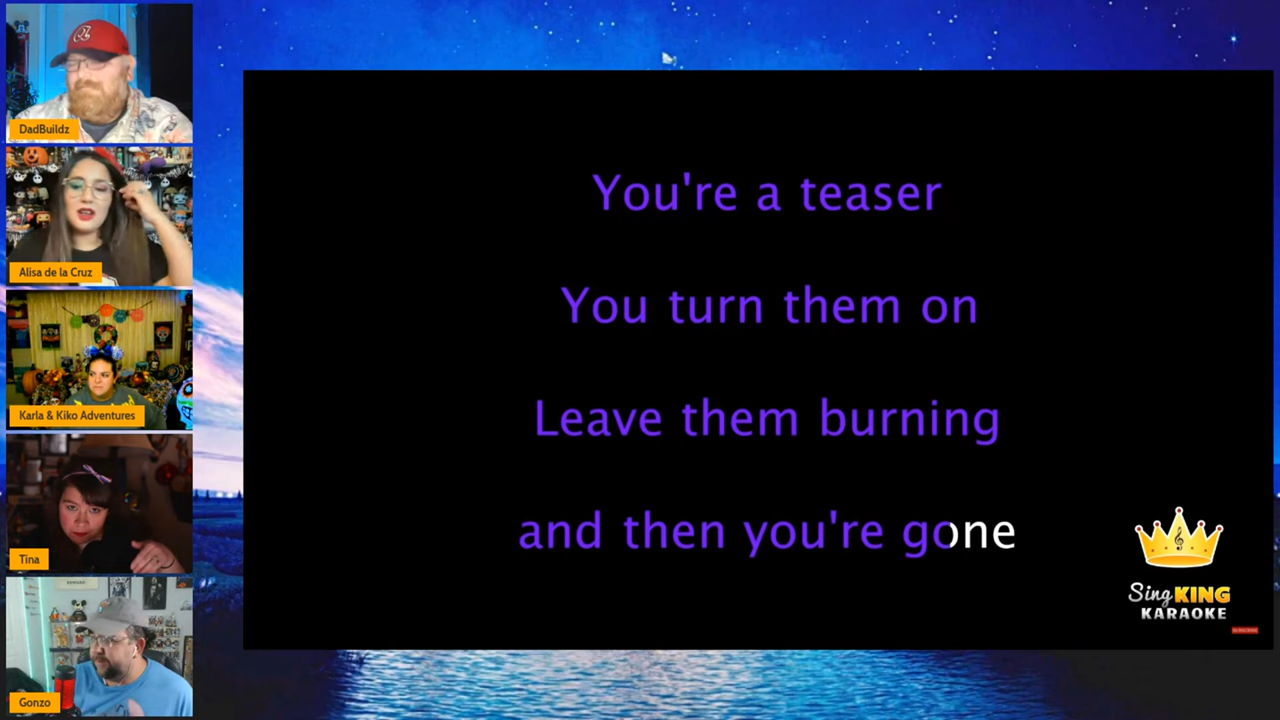 DadBuildz
Alisa de la Cruz
Karla & Kiko Adventures
Tina
Gonzo
You're a teaser
You turn them on
Leave them burning
and then you're gone
Sing KING
KARAOKE